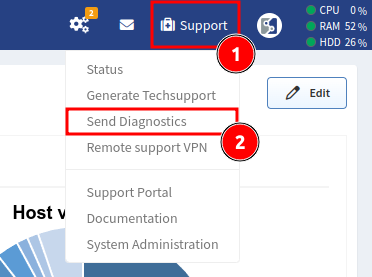 2
Support
CPU 0 %
RAM 52 %
HDD 26 %
1
Status
Generate Techsupport
Edit
Send Diagnostics
2
Remote support VPN
Support Portal
Host v
Documentation
System Administration